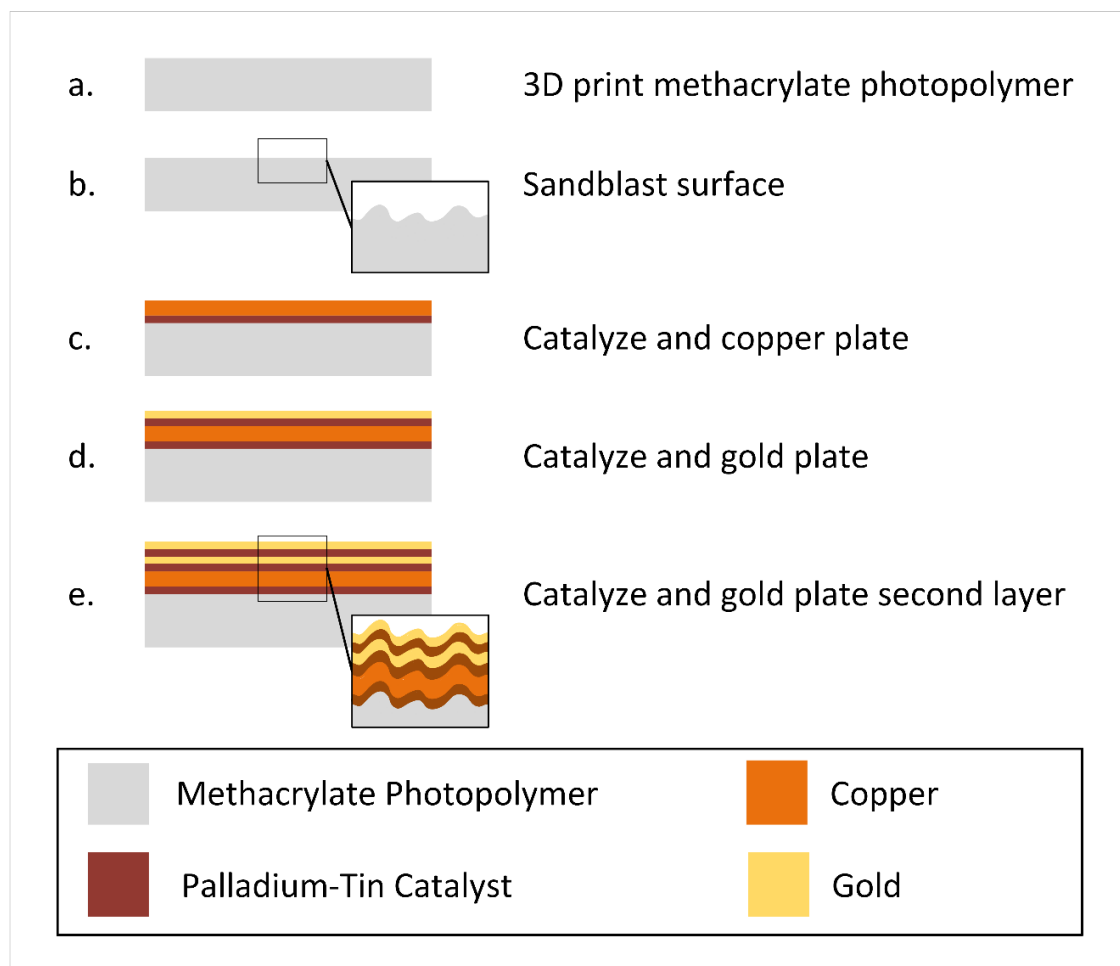 a. 3D print methacrylate photopolymer
b. Sandblast surface
c. Catalyze and copper plate
d. Catalyze and gold plate
e. Catalyze and gold plate second layer
Methacrylate Photopolymer Copper
Palladium-Tin Catalyst Gold